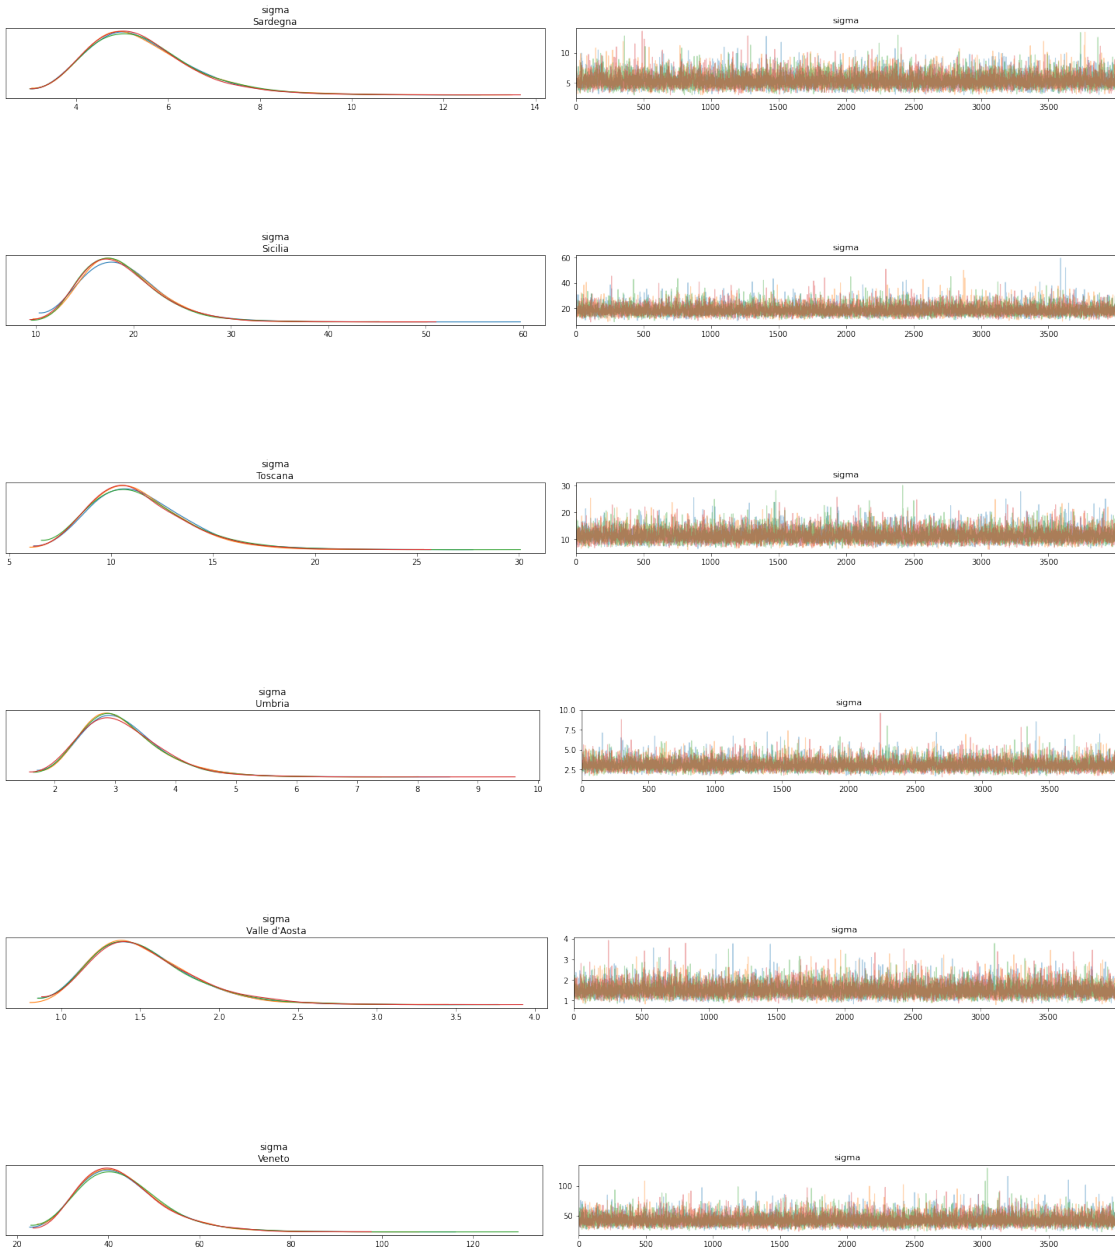 sigma
Sardegna
4 6 8 10 12 14
sigma
10
5
0 500 1000 1500 2000 2500 3000 3500
sigma
Sicilia
10 20 30 40 50 60
sigma
60
40
20
0 500 1000 1500 2000 2500 3000 3500
sigma
Toscana
5 10 15 20 25 30
sigma
30
20
10
0 500 1000 1500 2000 2500 3000 3500
sigma
Umbria
2 3 4 5 6 7 8 9 10
sigma
10.0
7.5
5.0
2.5
0 500 1000 1500 2000 2500 3000 3500
sigma
Valle d'Aosta
1.0 1.5 2.0 2.5 3.0 3.5 4.0
sigma
4
3
2
1
0 500 1000 1500 2000 2500 3000 3500
sigma
Veneto
20 40 60 80 100 120
sigma
100
50
0 500 1000 1500 2000 2500 3000 3500